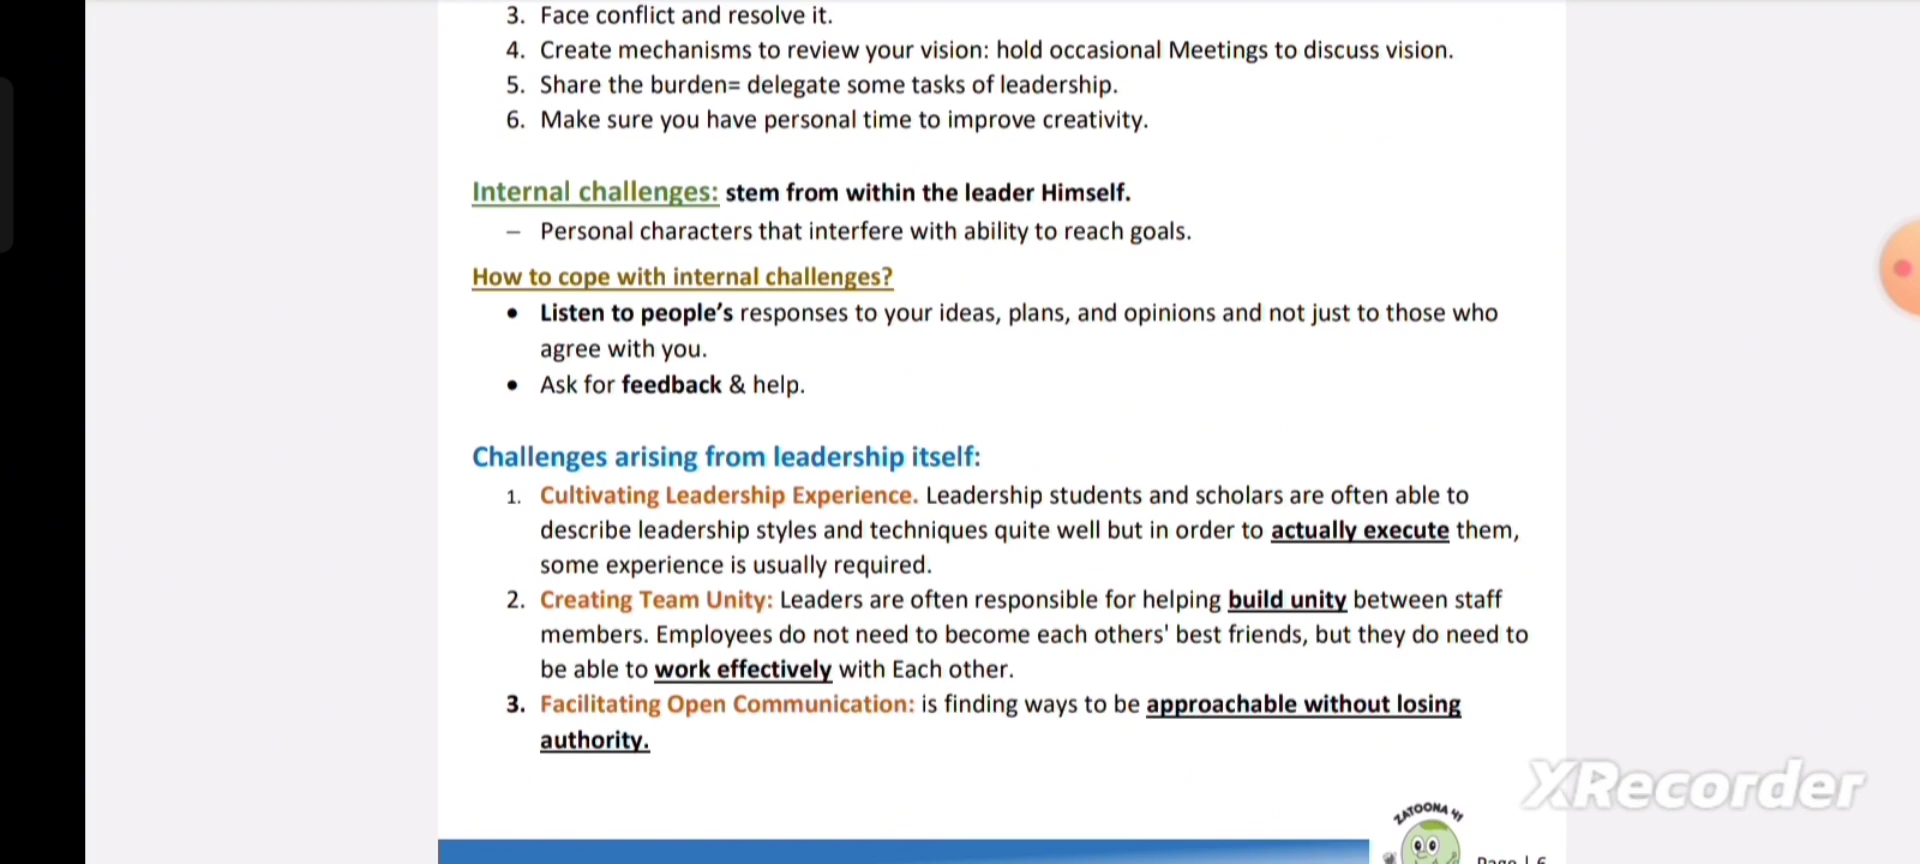 3. Face conflict and resolve it.
4. Create mechanisms to review your vision: hold occasional Meetings to discuss vision.
5. Share the burden= delegate some tasks of leadership.
6. Make sure you have personal time to improve creativity.
Internal challenges: stem from within the leader Himself.
– Personal characters that interfere with ability to reach goals.
How to cope with internal challenges?
• Listen to people’s responses to your ideas, plans, and opinions and not just to those who
agree with you.
• Ask for feedback & help.
Challenges arising from leadership itself:
1. Cultivating Leadership Experience. Leadership students and scholars are often able to
describe leadership styles and techniques quite well but in order to actually execute them,
some experience is usually required.
2. Creating Team Unity: Leaders are often responsible for helping build unity between staff
members. Employees do not need to become each others' best friends, but they do need to
be able to work effectively with Each other.
3. Facilitating Open Communication: is finding ways to be approachable without losing
authority.
XRecorder
ZATOONA 41
Page | 6